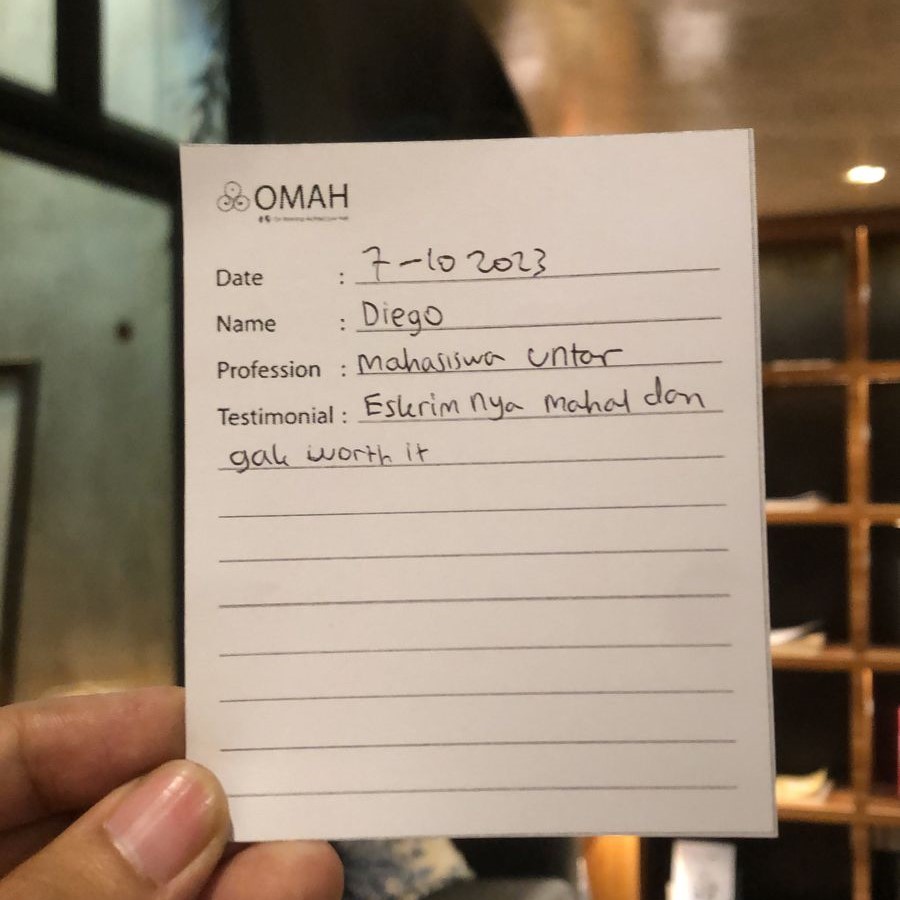 OMAH
Date : 7-10 2023
Name : Diego
Profession : Mahasiswa Untar
Testimonial : Eskrim nya mahal dan
gak worth it